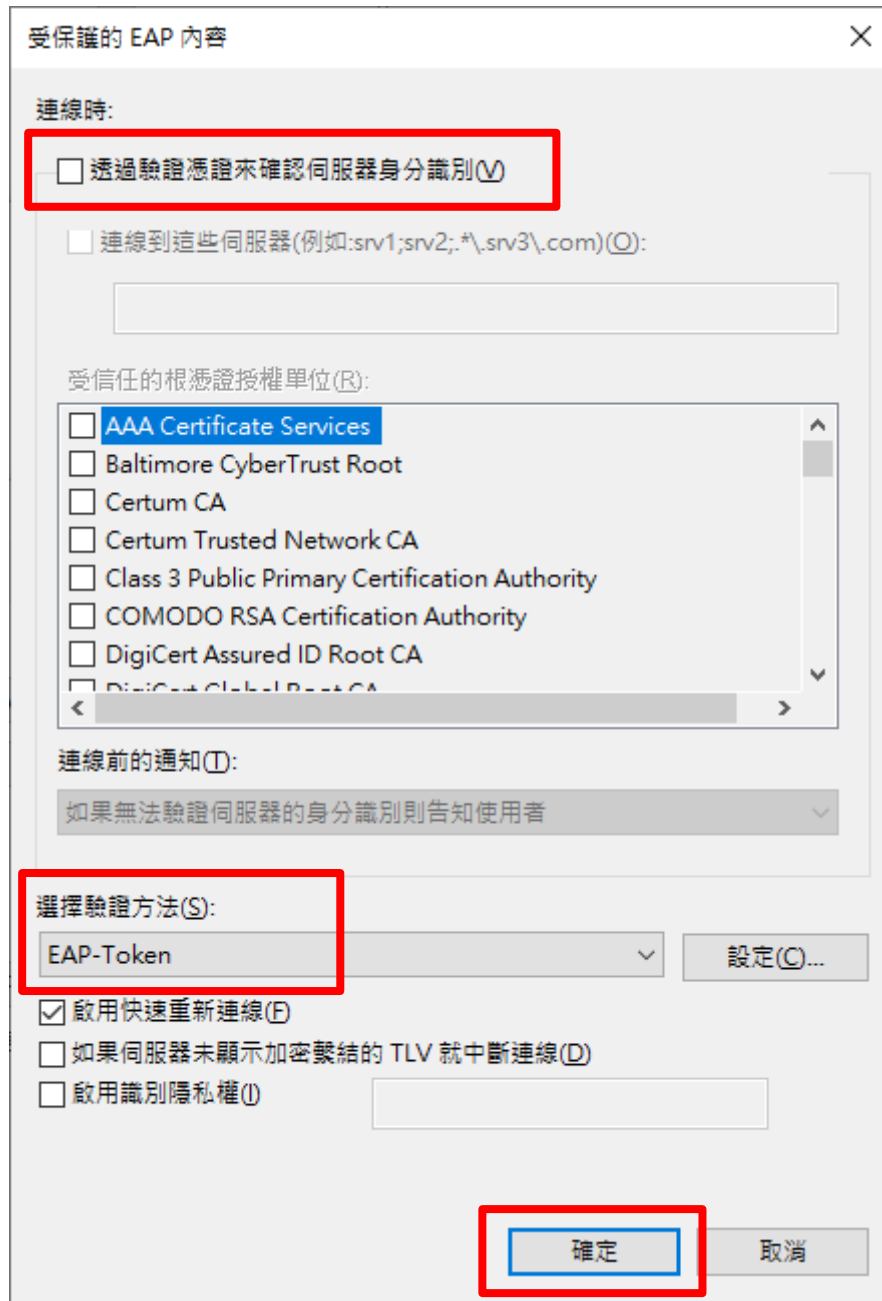 受保護的 EAP 內容
連線時:
透過驗證憑證來確認伺服器身分識別(V)
連線到這些伺服器(例如:srv1;srv2;.*\.srv3\.com)(O):
受信任的根憑證授權單位(R):
AAA Certificate Services
Baltimore CyberTrust Root
Certum CA
Certum Trusted Network CA
Class 3 Public Primary Certification Authority
COMODO RSA Certification Authority
DigiCert Assured ID Root CA
DigiCert Global Root CA
連線前的通知(T):
如果無法驗證伺服器的身分識別則告知使用者
選擇驗證方法(S):
EAP-Token
設定(C)...
啟用快速重新連線(F)
如果伺服器未顯示加密繫結的 TLV 就中斷連線(D)
啟用識別隱私權(I)
確定
取消